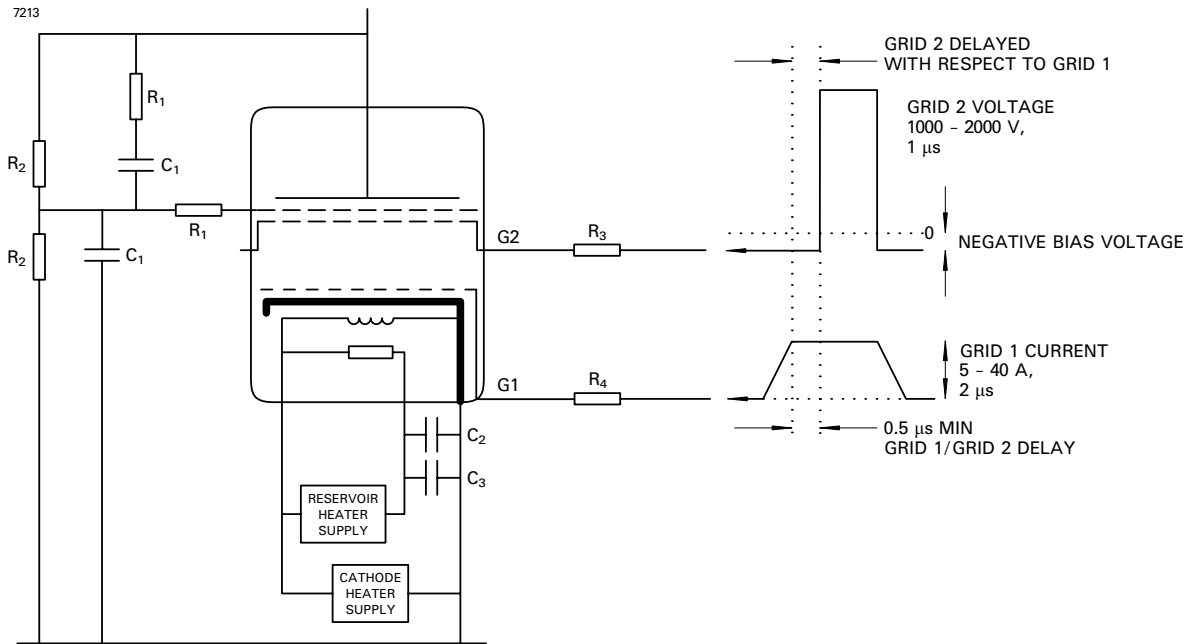 7213
R1
C1
R2
R1
R2
C1
G2
R3
G1
R4
C2
C3
RESERVOIR
HEATER
SUPPLY
CATHODE
HEATER
SUPPLY
GRID 2 DELAYED
WITH RESPECT TO GRID 1
GRID 2 VOLTAGE
1000 – 2000 V,
1 μs
0
NEGATIVE BIAS VOLTAGE
GRID 1 CURRENT
5 – 40 A,
2 μs
0.5 μs MIN
GRID 1/GRID 2 DELAY